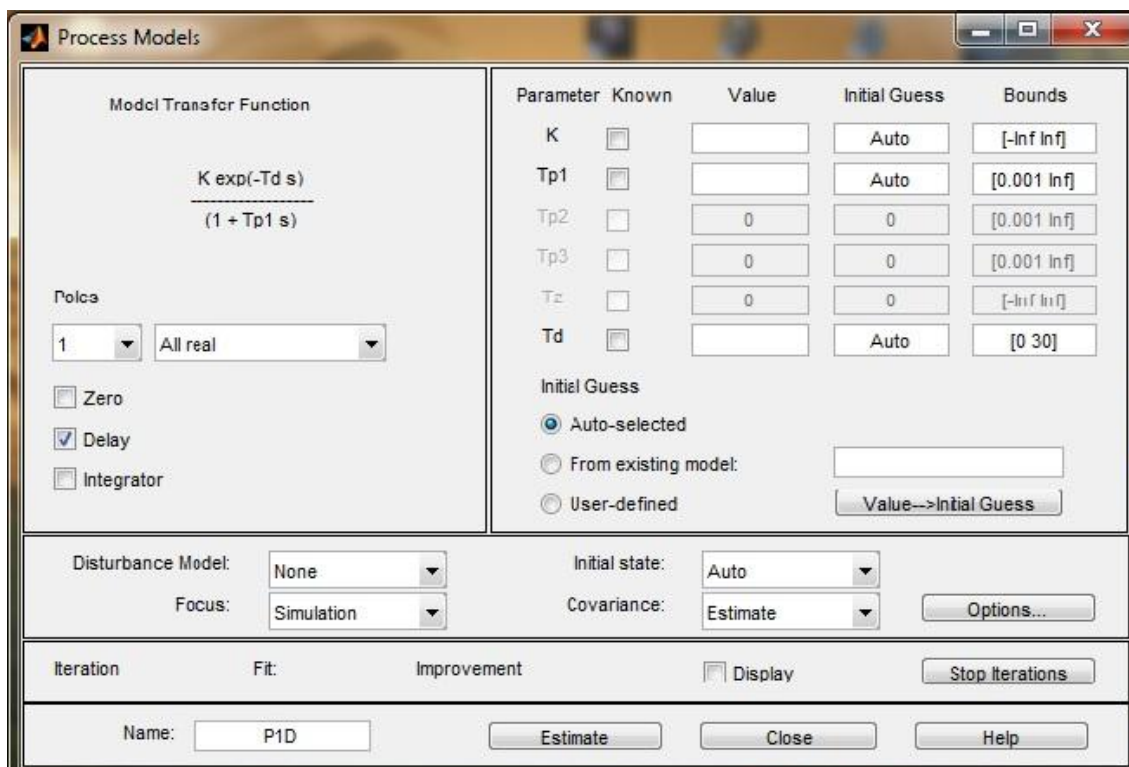 Process Models
Model Transfer Function
K exp(-Td s)
-------------------
(1 + Tp1 s)
Poles
1 All real
Zero
Delay
Integrator
Parameter Known Value Initial Guess Bounds
K Auto [-Inf Inf]
Tp1 Auto [0.001 Inf]
Tp2 0 0 [0.001 Inf]
Tp3 0 0 [0.001 Inf]
Tz 0 0 [-Inf Inf]
Td Auto [0 30]
Initial Guess
Auto-selected
From existing model:
User-defined Value-->Initial Guess
Disturbance Model: None Initial state: Auto
Focus: Simulation Covariance: Estimate Options...
Iteration Fit: Improvement Display Stop Iterations
Name: P1D Estimate Close Help